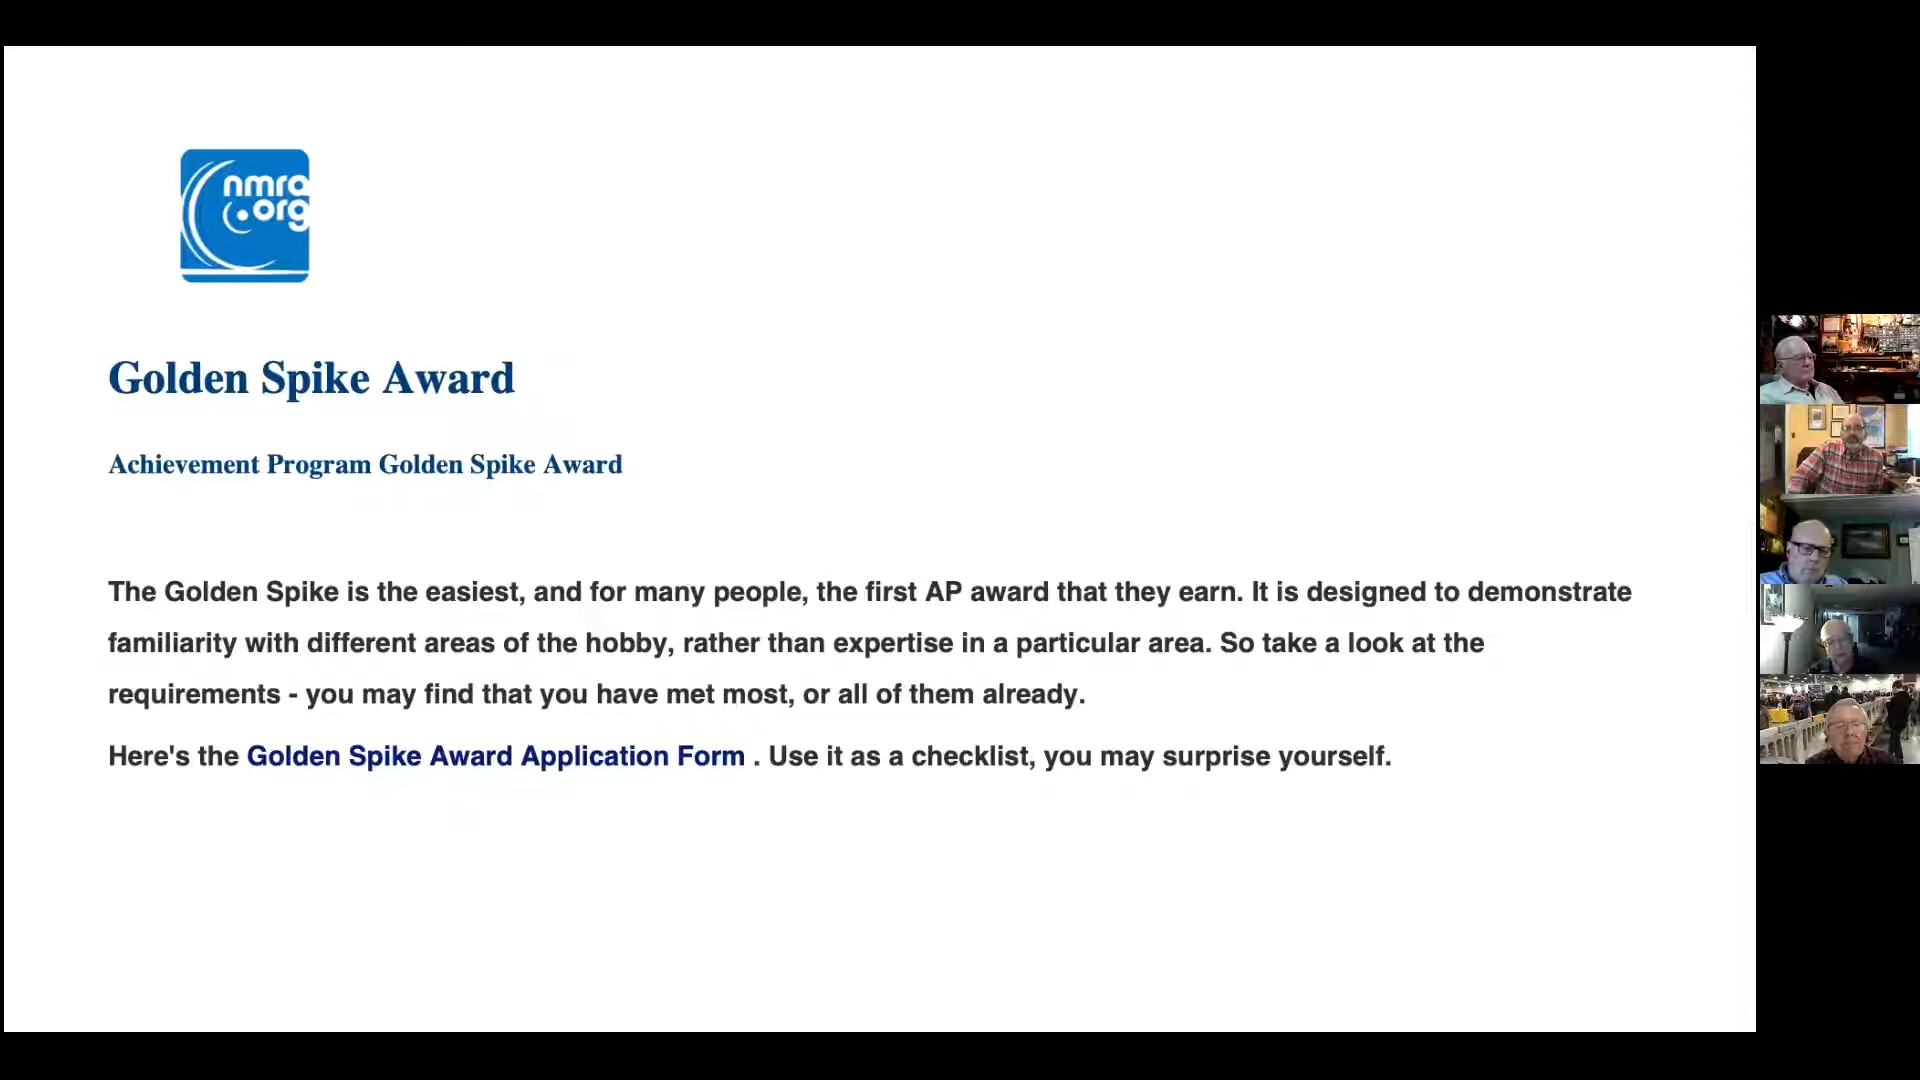 nmra
.org
Golden Spike Award
Achievement Program Golden Spike Award
The Golden Spike is the easiest, and for many people, the first AP award that they earn. It is designed to demonstrate
familiarity with different areas of the hobby, rather than expertise in a particular area. So take a look at the
requirements - you may find that you have met most, or all of them already.
Here's the Golden Spike Award Application Form . Use it as a checklist, you may surprise yourself.